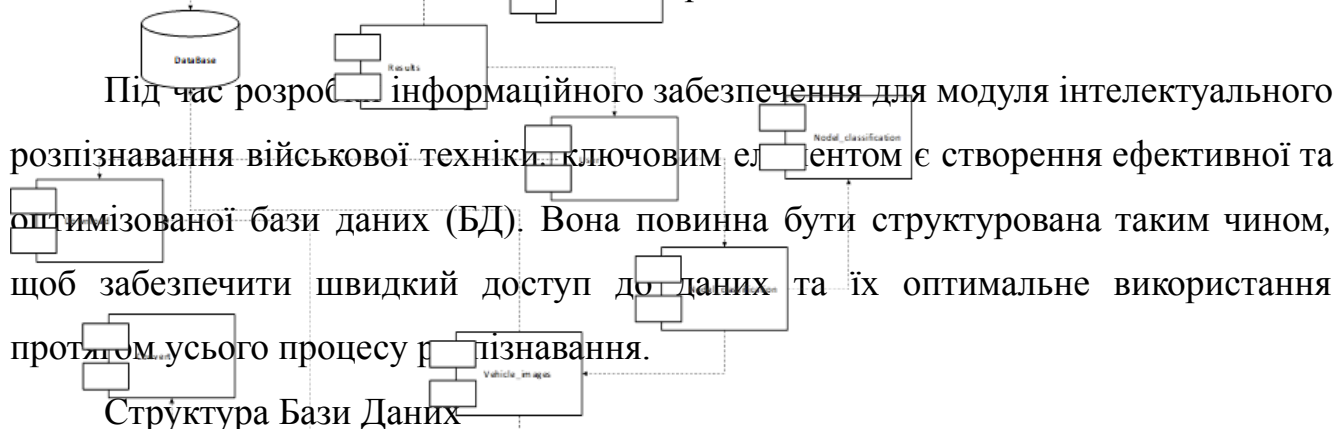 DataBase
Results
Під час розробки інформаційного забезпечення для модуля інтелектуального
Nodel_classification
розпізнавання військової техніки, ключовим елементом є створення ефективної та
оптимізованої бази даних (БД). Вона повинна бути структурована таким чином,
щоб забезпечити швидкий доступ до даних та їх оптимальне використання
протягом усього процесу розпізнавання.
Convert
Vehicle_images
Структура Бази Даних